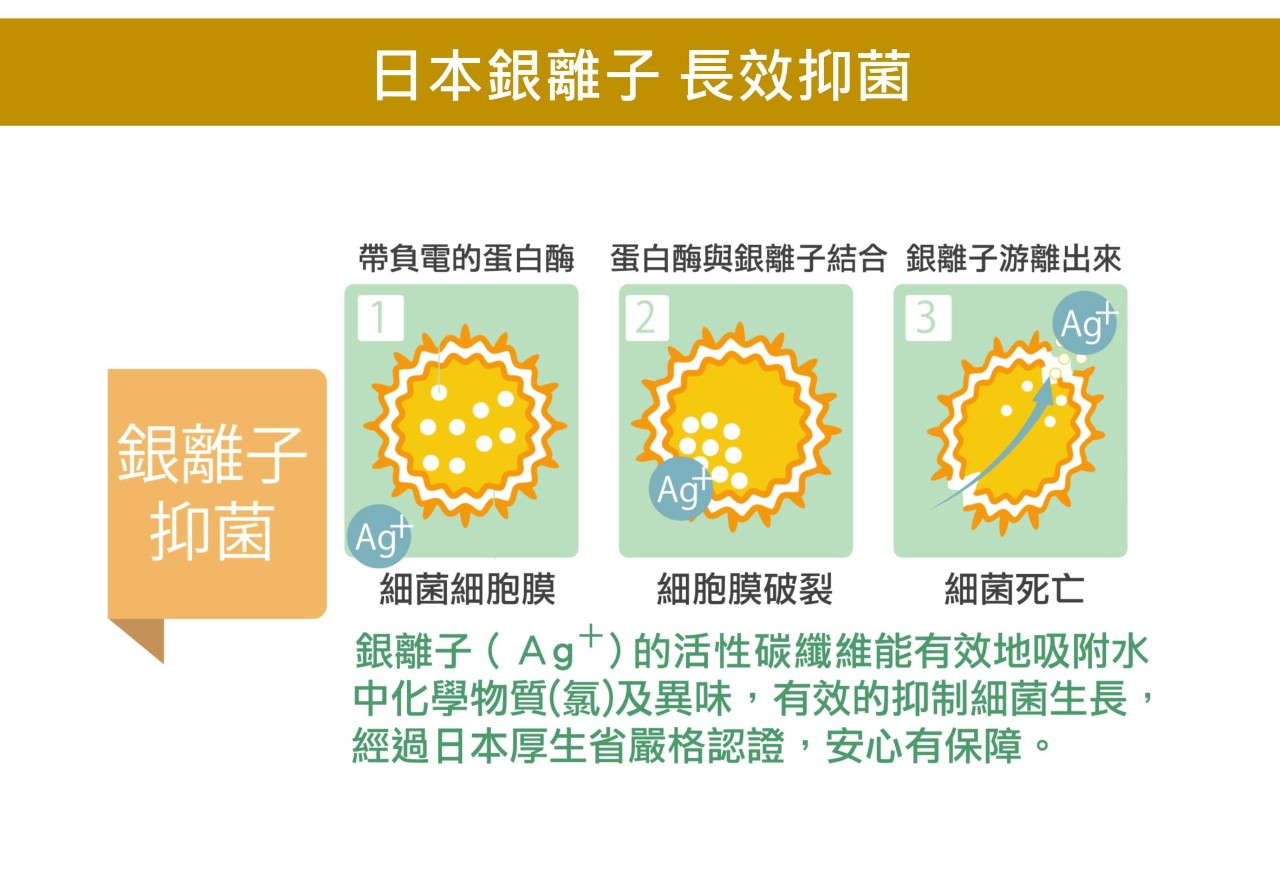 日本銀離子 長效抑菌
帶負電的蛋白酶
蛋白酶與銀離子結合
銀離子游離出來
1
2
3
Ag+
Ag+
Ag+
銀離子
抑菌
細菌細胞膜
細胞膜破裂
細菌死亡
銀離子( Ag+)的活性碳纖維能有效地吸附水
中化學物質(氯)及異味，有效的抑制細菌生長，
經過日本厚生省嚴格認證，安心有保障。